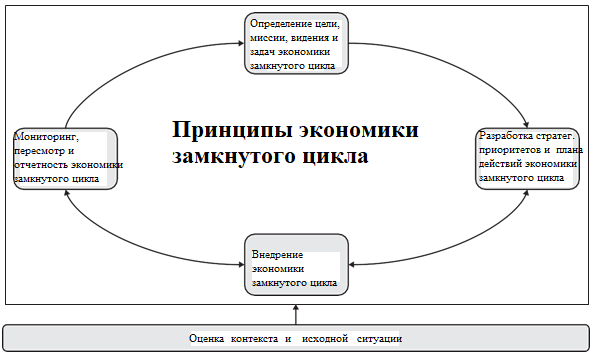 Определение цели,
миссии, видения и
задач экономики
замкнутого цикла
Принципы экономики
замкнутого цикла
Мониторинг,
пересмотр и
отчетность экономики
замкнутого цикла
Разработка стратег.
приоритетов и плана
действий экономики
замкнутого цикла
Внедрение
экономики
замкнутого цикла
Оценка контекста и исходной ситуации